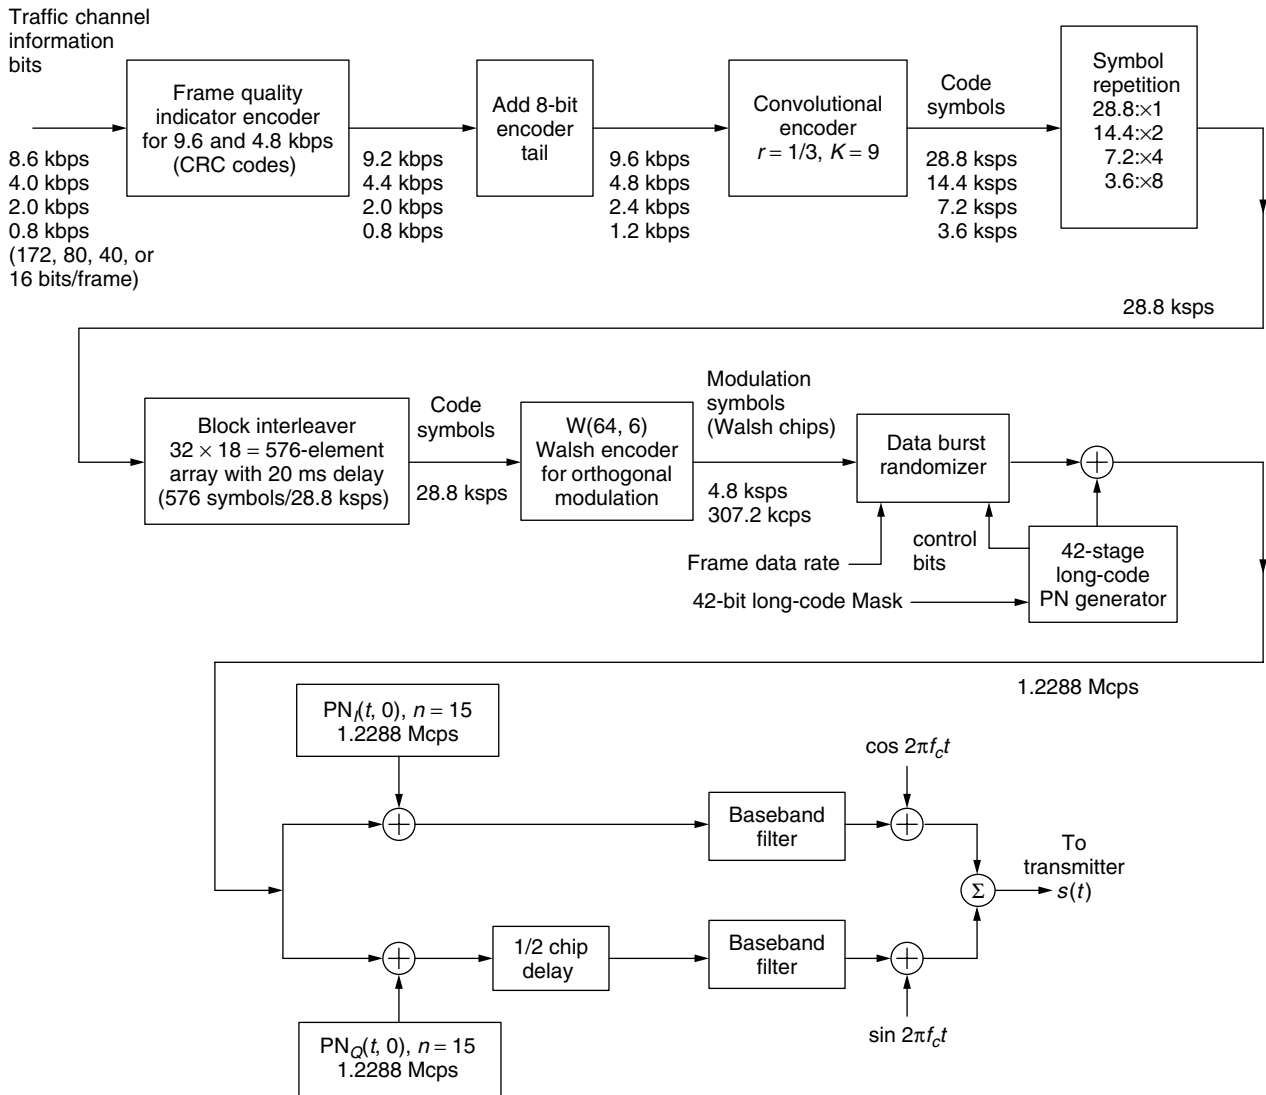 Traffic channel
information
bits
8.6 kbps
4.0 kbps
2.0 kbps
0.8 kbps
(172, 80, 40, or
16 bits/frame)
Frame quality
indicator encoder
for 9.6 and 4.8 kbps
(CRC codes)
9.2 kbps
4.4 kbps
2.0 kbps
0.8 kbps
Add 8-bit
encoder
tail
9.6 kbps
4.8 kbps
2.4 kbps
1.2 kbps
Convolutional
encoder
r = 1/3, K = 9
Code
symbols
28.8 ksps
14.4 ksps
7.2 ksps
3.6 ksps
Symbol
repetition
28.8:×1
14.4:×2
7.2:×4
3.6:×8
28.8 ksps
Block interleaver
32 × 18 = 576-element
array with 20 ms delay
(576 symbols/28.8 ksps)
Code
symbols
28.8 ksps
W(64, 6)
Walsh encoder
for orthogonal
modulation
Modulation
symbols
(Walsh chips)
4.8 ksps
307.2 kcps
Data burst
randomizer
Frame data rate
control
bits
42-bit long-code Mask
42-stage
long-code
PN generator
1.2288 Mcps
PN_I(t, 0), n = 15
1.2288 Mcps
cos 2πf_ct
Baseband
filter
To
transmitter
s(t)
Σ
1/2 chip
delay
Baseband
filter
sin 2πf_ct
PN_Q(t, 0), n = 15
1.2288 Mcps